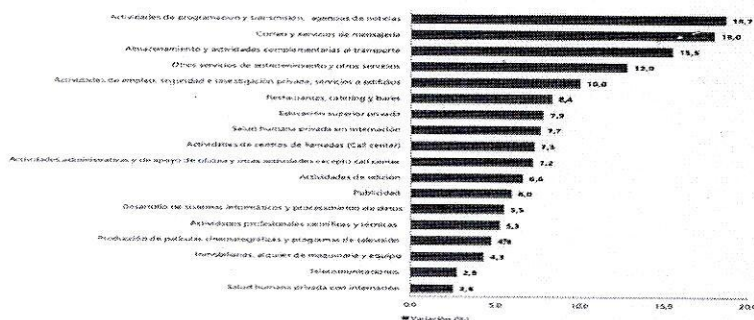 Actividades de programación y transmisión, agencias de noticias 18,7
Correo y servicios de mensajería 18,0
Almacenamiento y actividades complementarias al transporte 15,5
Otros servicios de entretenimiento y otros servicios 12,9
Actividades de empleo, seguridad e investigación privada, servicios a edificios 10,0
Restaurantes, catering y bares 8,4
Educación superior privada 7,9
Salud humana privada sin internación 7,7
Actividades de centros de llamadas (Call center) 7,3
Actividades administrativas y de apoyo de oficina y otras actividades excepto call center 7,2
Actividades de edición 6,6
Publicidad 6,0
Desarrollo de sistemas informáticos y procesamiento de datos 5,5
Actividades profesionales científicas y técnicas 5,3
Producción de películas cinematográficas y programas de televisión
Inmobiliarias, alquiler de maquinaria y equipo 4,3
Telecomunicaciones
Salud humana privada con internación
0,0 5,0 10,0 15,0 20,0
Variación (%)